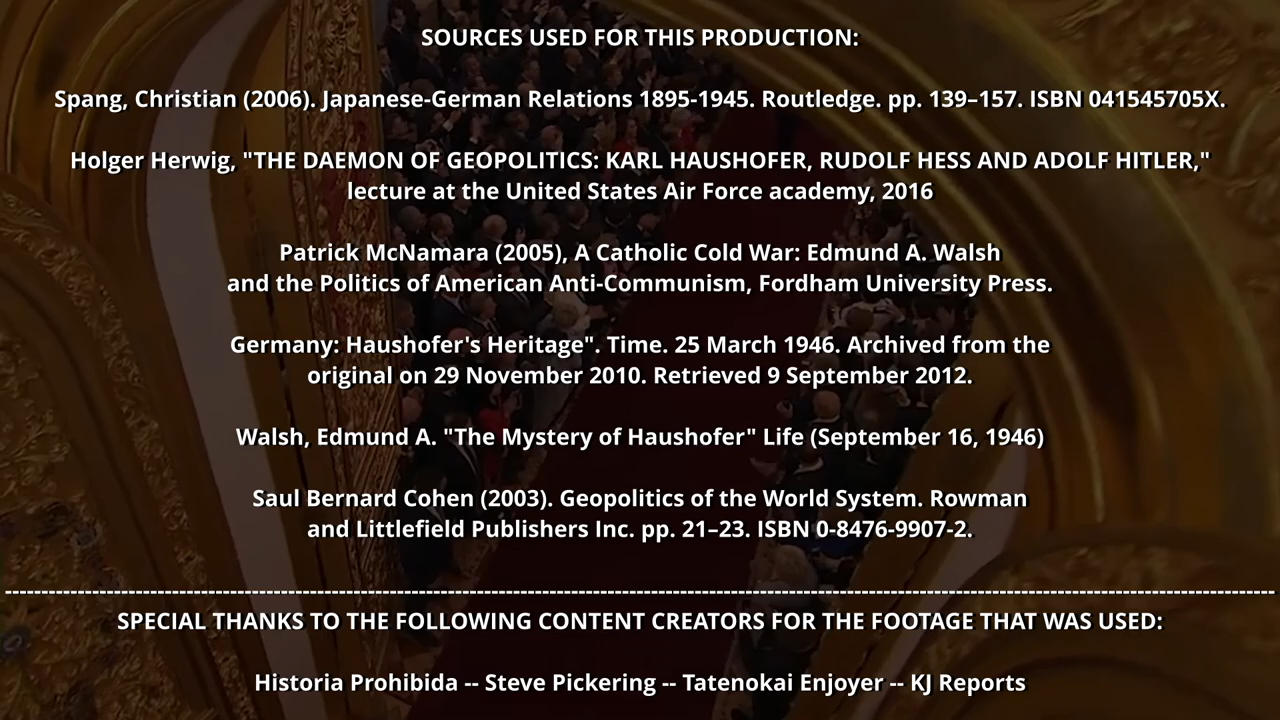 SOURCES USED FOR THIS PRODUCTION:
Spang, Christian (2006). Japanese-German Relations 1895-1945. Routledge. pp. 139–157. ISBN 041545705X.
Holger Herwig, "THE DAEMON OF GEOPOLITICS: KARL HAUSHOFER, RUDOLF HESS AND ADOLF HITLER,"
lecture at the United States Air Force academy, 2016
Patrick McNamara (2005), A Catholic Cold War: Edmund A. Walsh
and the Politics of American Anti-Communism, Fordham University Press.
Germany: Haushofer's Heritage". Time. 25 March 1946. Archived from the
original on 29 November 2010. Retrieved 9 September 2012.
Walsh, Edmund A. "The Mystery of Haushofer" Life (September 16, 1946)
Saul Bernard Cohen (2003). Geopolitics of the World System. Rowman
and Littlefield Publishers Inc. pp. 21–23. ISBN 0-8476-9907-2.
SPECIAL THANKS TO THE FOLLOWING CONTENT CREATORS FOR THE FOOTAGE THAT WAS USED:
Historia Prohibida -- Steve Pickering -- Tatenokai Enjoyer -- KJ Reports